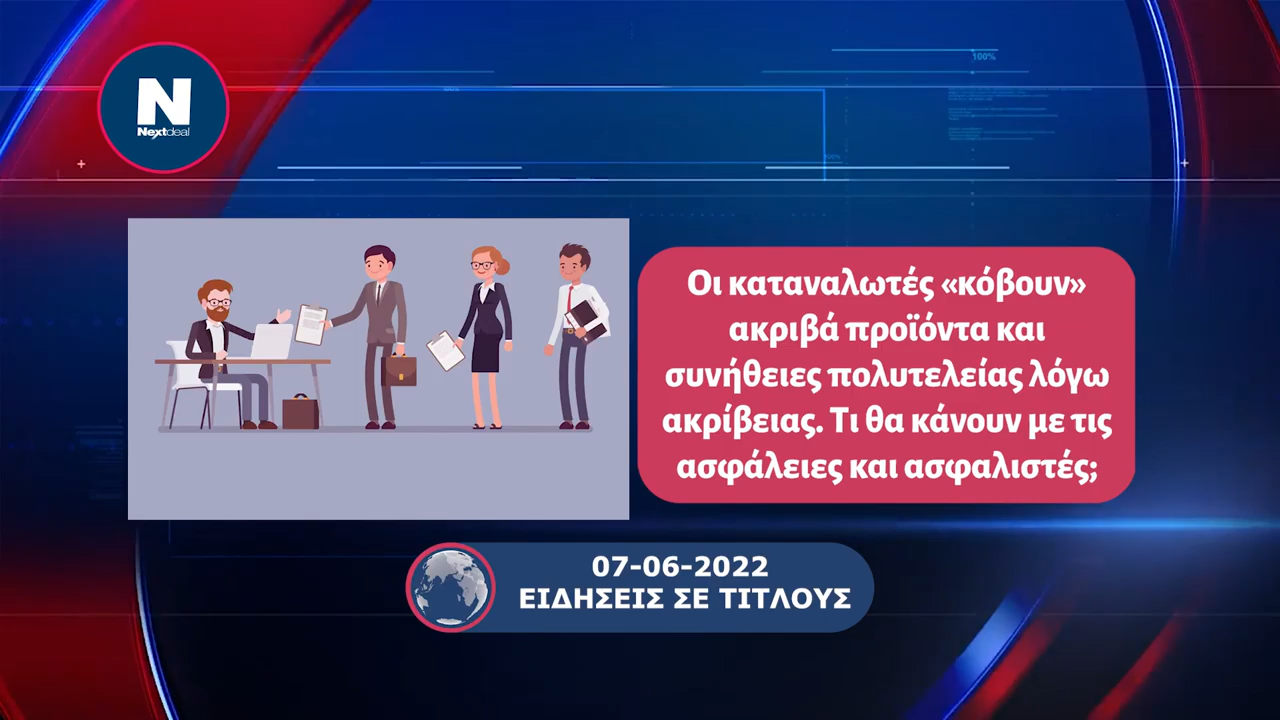 100%
N
Nextdeal
Οι καταναλωτές «κόβουν»
ακριβά προϊόντα και
συνήθειες πολυτελείας λόγω
ακρίβειας. Τι θα κάνουν με τις
ασφάλειες και ασφαλιστές;
07-06-2022
ΕΙΔΗΣΕΙΣ ΣΕ ΤΙΤΛΟΥΣ